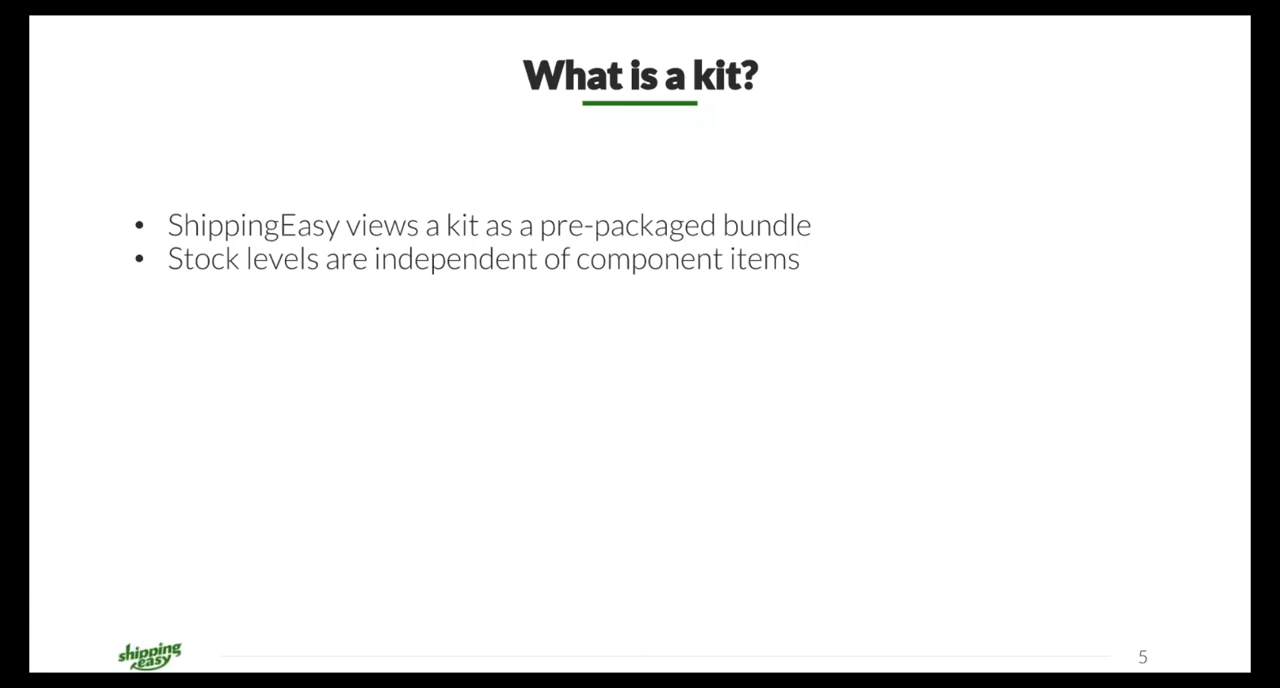 What is a kit?
• ShippingEasy views a kit as a pre-packaged bundle
• Stock levels are independent of component items
shipping
easy
5